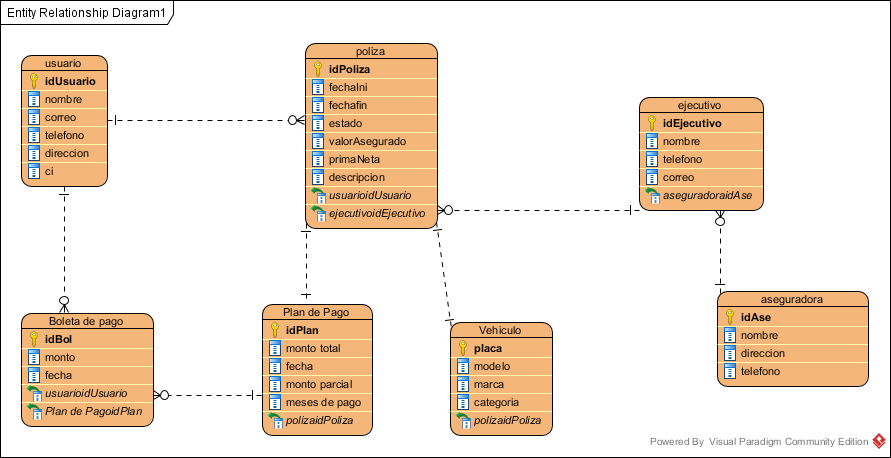 Entity Relationship Diagram1
usuario
idUsuario
nombre
correo
telefono
direccion
ci
poliza
idPoliza
fechaIni
fechafin
estado
valorAsegurado
primaNeta
descripcion
usuarioidUsuario
ejecutivoidEjecutivo
ejecutivo
idEjecutivo
nombre
telefono
correo
aseguradoraidAse
Boleta de pago
idBol
monto
fecha
usuarioidUsuario
Plan de PagoidPlan
Plan de Pago
idPlan
monto total
fecha
monto parcial
meses de pago
polizaidPoliza
Vehiculo
placa
modelo
marca
categoria
polizaidPoliza
aseguradora
idAse
nombre
direccion
telefono
Powered By Visual Paradigm Community Edition